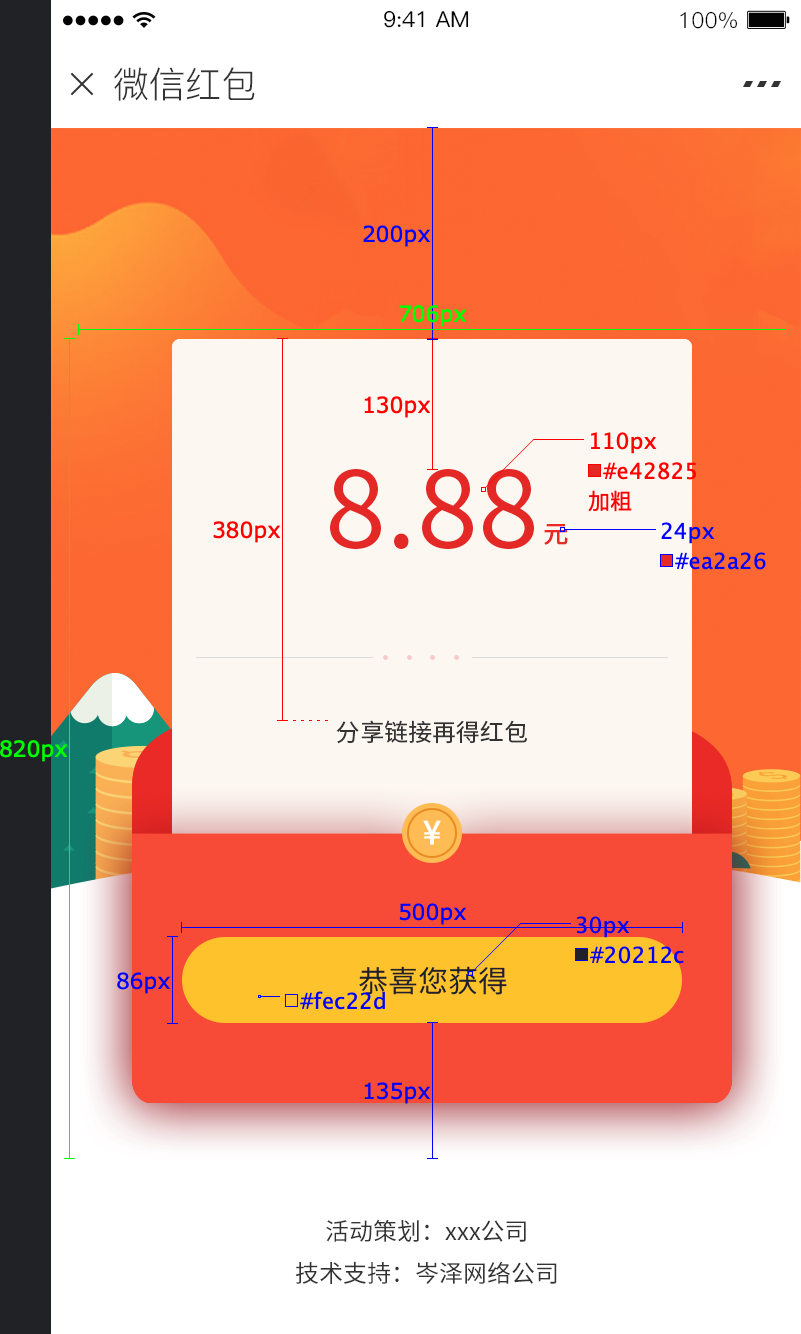 9:41 AM
100%
微信红包
200px
706px
130px
110px
#e42825
加粗
8.88元
380px
24px
#ea2a26
分享链接再得红包
820px
¥
500px
30px
#20212c
86px
恭喜您获得
#fec22d
135px
活动策划：xxx公司
技术支持：岑泽网络公司